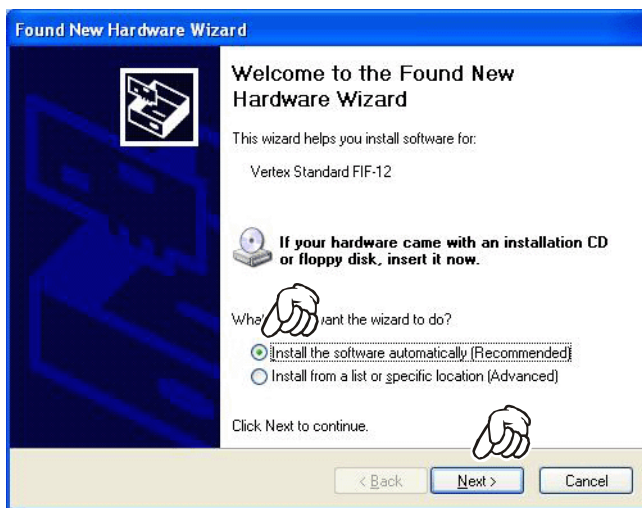 Found New Hardware Wizard
Welcome to the Found New
Hardware Wizard
This wizard helps you install software for:
Vertex Standard FIF-12
If your hardware came with an installation CD
or floppy disk, insert it now.
want the wizard to do?
Install the software automatically (Recommended)
Install from a list or specific location (Advanced)
Click Next to continue.
< Back Next > Cancel